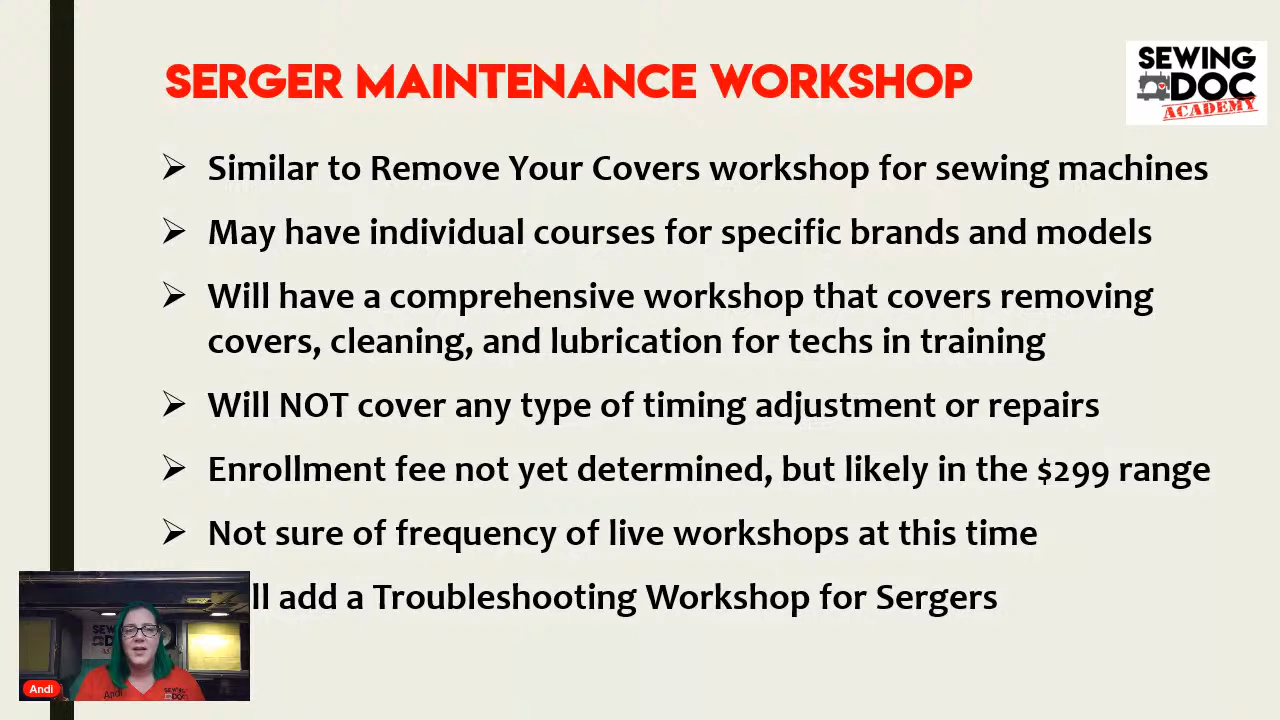 SERGER MAINTENANCE WORKSHOP
SEWING
DOC
ACADEMY
Similar to Remove Your Covers workshop for sewing machines
May have individual courses for specific brands and models
Will have a comprehensive workshop that covers removing
covers, cleaning, and lubrication for techs in training
Will NOT cover any type of timing adjustment or repairs
Enrollment fee not yet determined, but likely in the $299 range
Not sure of frequency of live workshops at this time
add a Troubleshooting Workshop for Sergers
Andi
Andi
SEWING
DOC